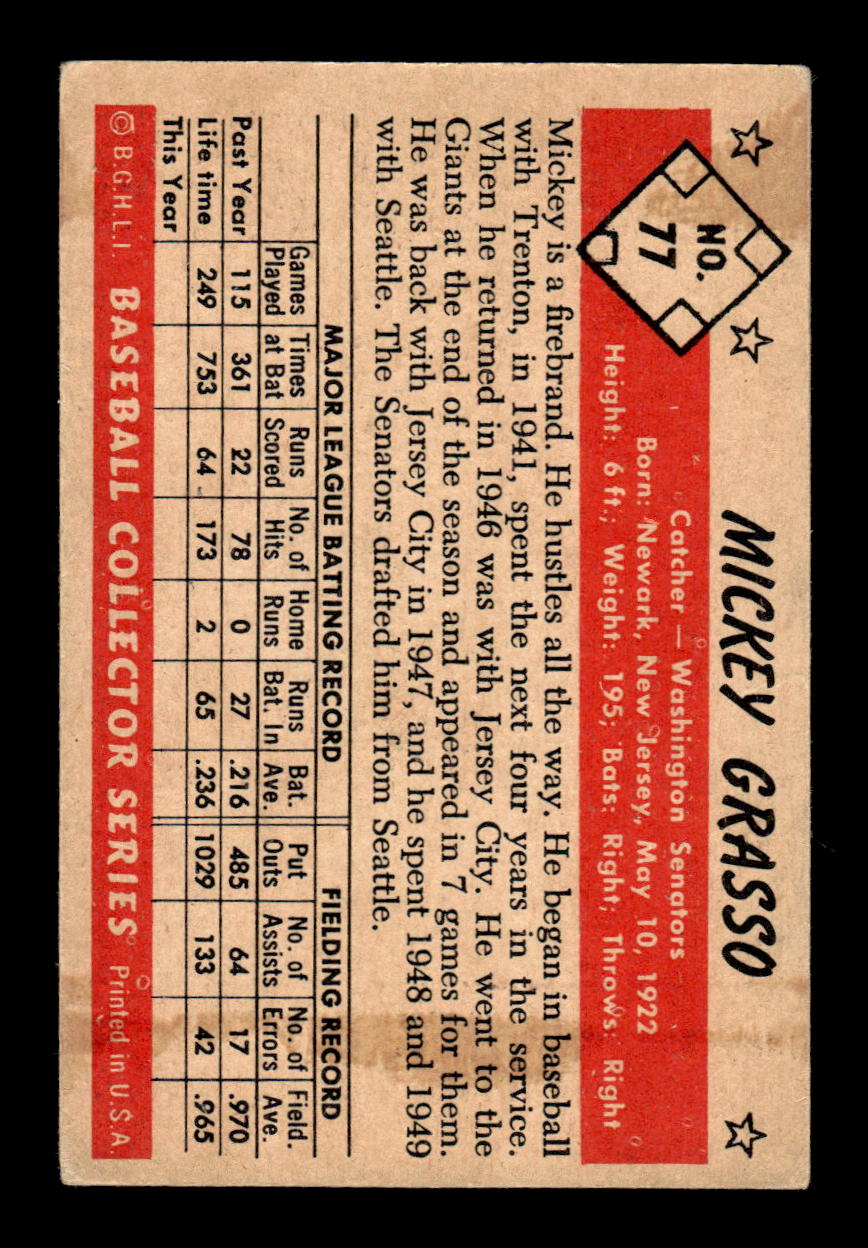 MICKEY GRASSO
NO.
77
Catcher — Washington Senators
Born: Newark, New Jersey, May 10, 1922
Height: 6 ft.; Weight: 195; Bats: Right; Throws: Right
Mickey is a firebrand. He hustles all the way. He began in baseball
with Trenton, in 1941, spent the next four years in the service.
When he returned in 1946 was with Jersey City. He went to the
Giants at the end of the season and appeared in 7 games for them.
He was back with Jersey City in 1947, and he spent 1948 and 1949
with Seattle. The Senators drafted him from Seattle.
MAJOR LEAGUE BATTING RECORD FIELDING RECORD
Games Times Runs No. of Home Runs Bat. Put No. of No. of Field.
Played at Bat Scored Hits Runs Bat. In Ave. Outs Assists Errors Ave.
Past Year 115 361 22 78 0 27 .216 485 64 17 .970
Life time 249 753 64 173 2 65 .236 1029 133 42 .965
This Year
© B.G.H.L.I. BASEBALL COLLECTOR SERIES Printed in U.S.A.